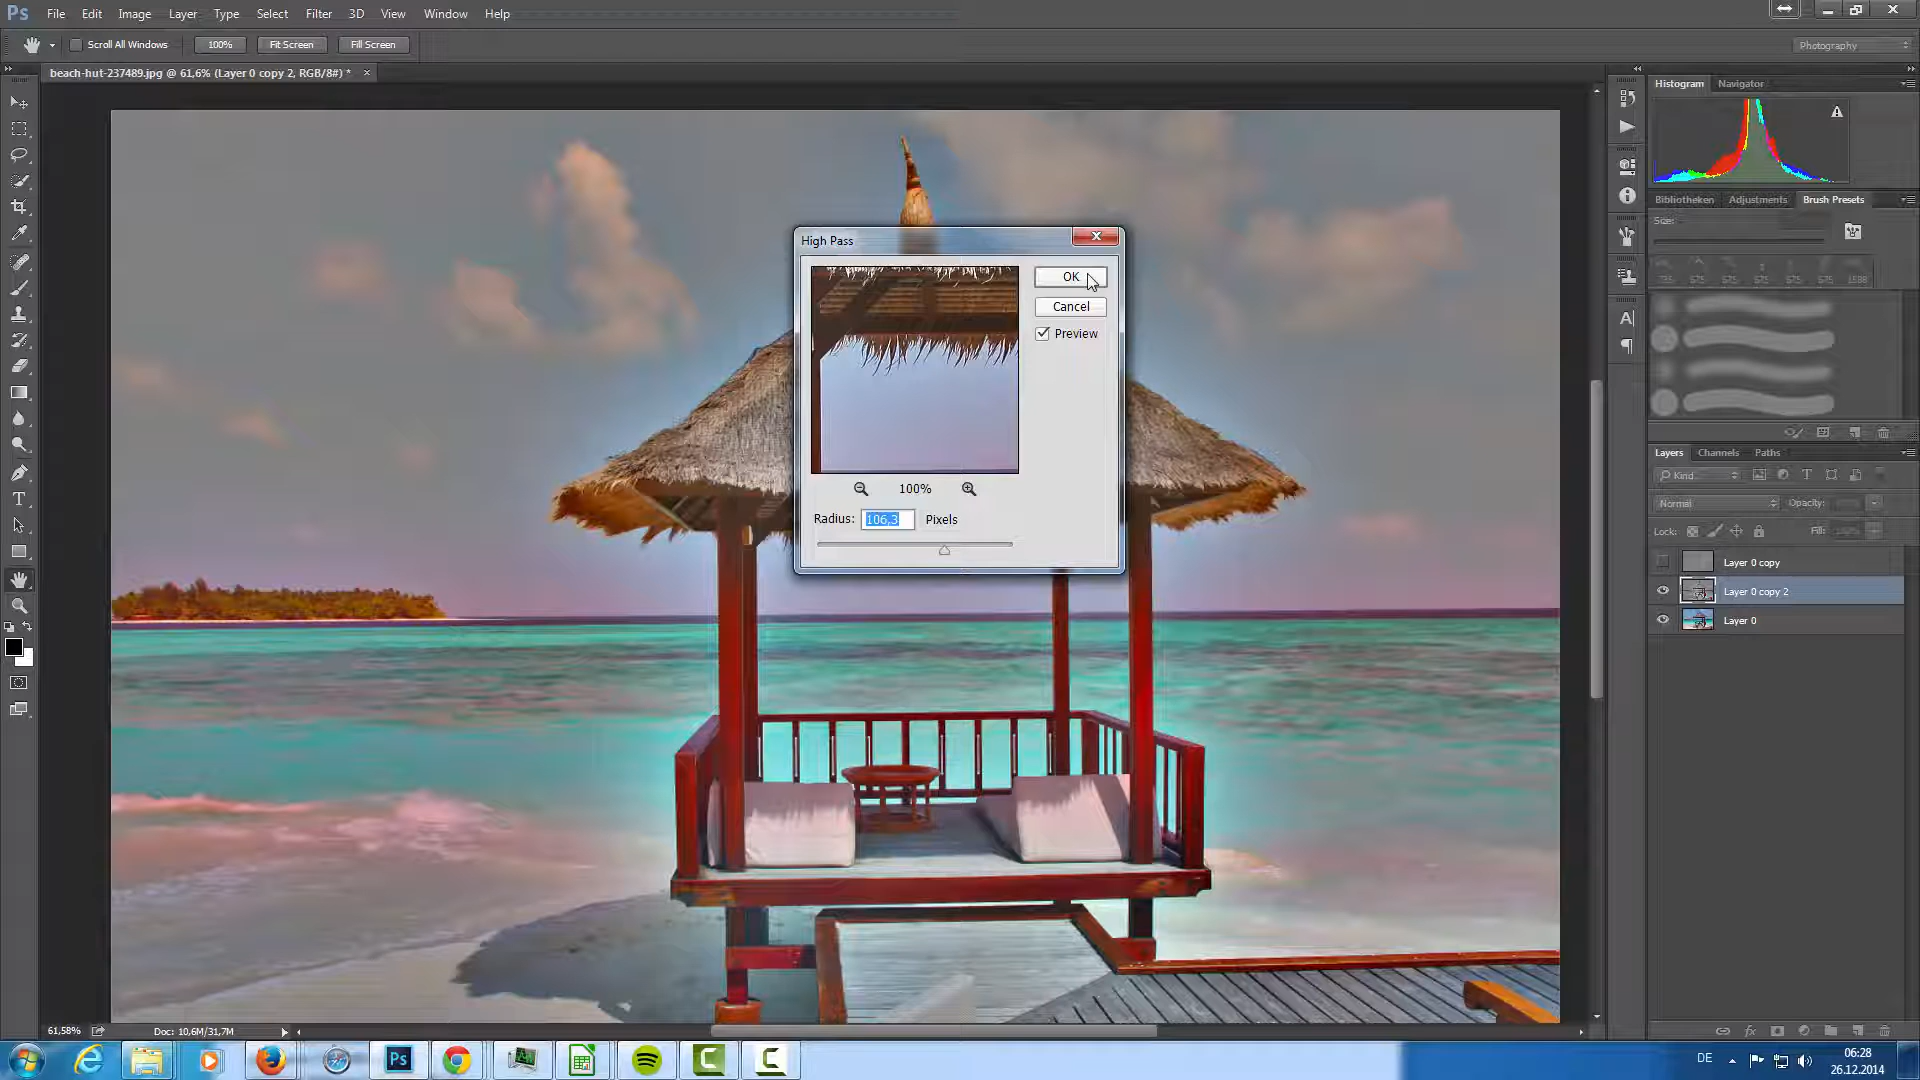 Ps File Edit Image Layer Type Select Filter 3D View Window Help
Scroll All Windows 100% Fit Screen Fill Screen Photography
beach-hut-237489.jpg @ 61,6% (Layer 0 copy 2, RGB/8#) *
Histogram Navigator
Bibliotheken Adjustments Brush Presets
Size:
High Pass
OK
Cancel
Preview
100%
Radius: 106,3 Pixels
Layers Channels Paths
Kind
Normal Opacity:
Lock: Fill:
Layer 0 copy
Layer 0 copy 2
Layer 0
61,58% Doc: 10,6M/31,7M
DE 06:28
26.12.2014